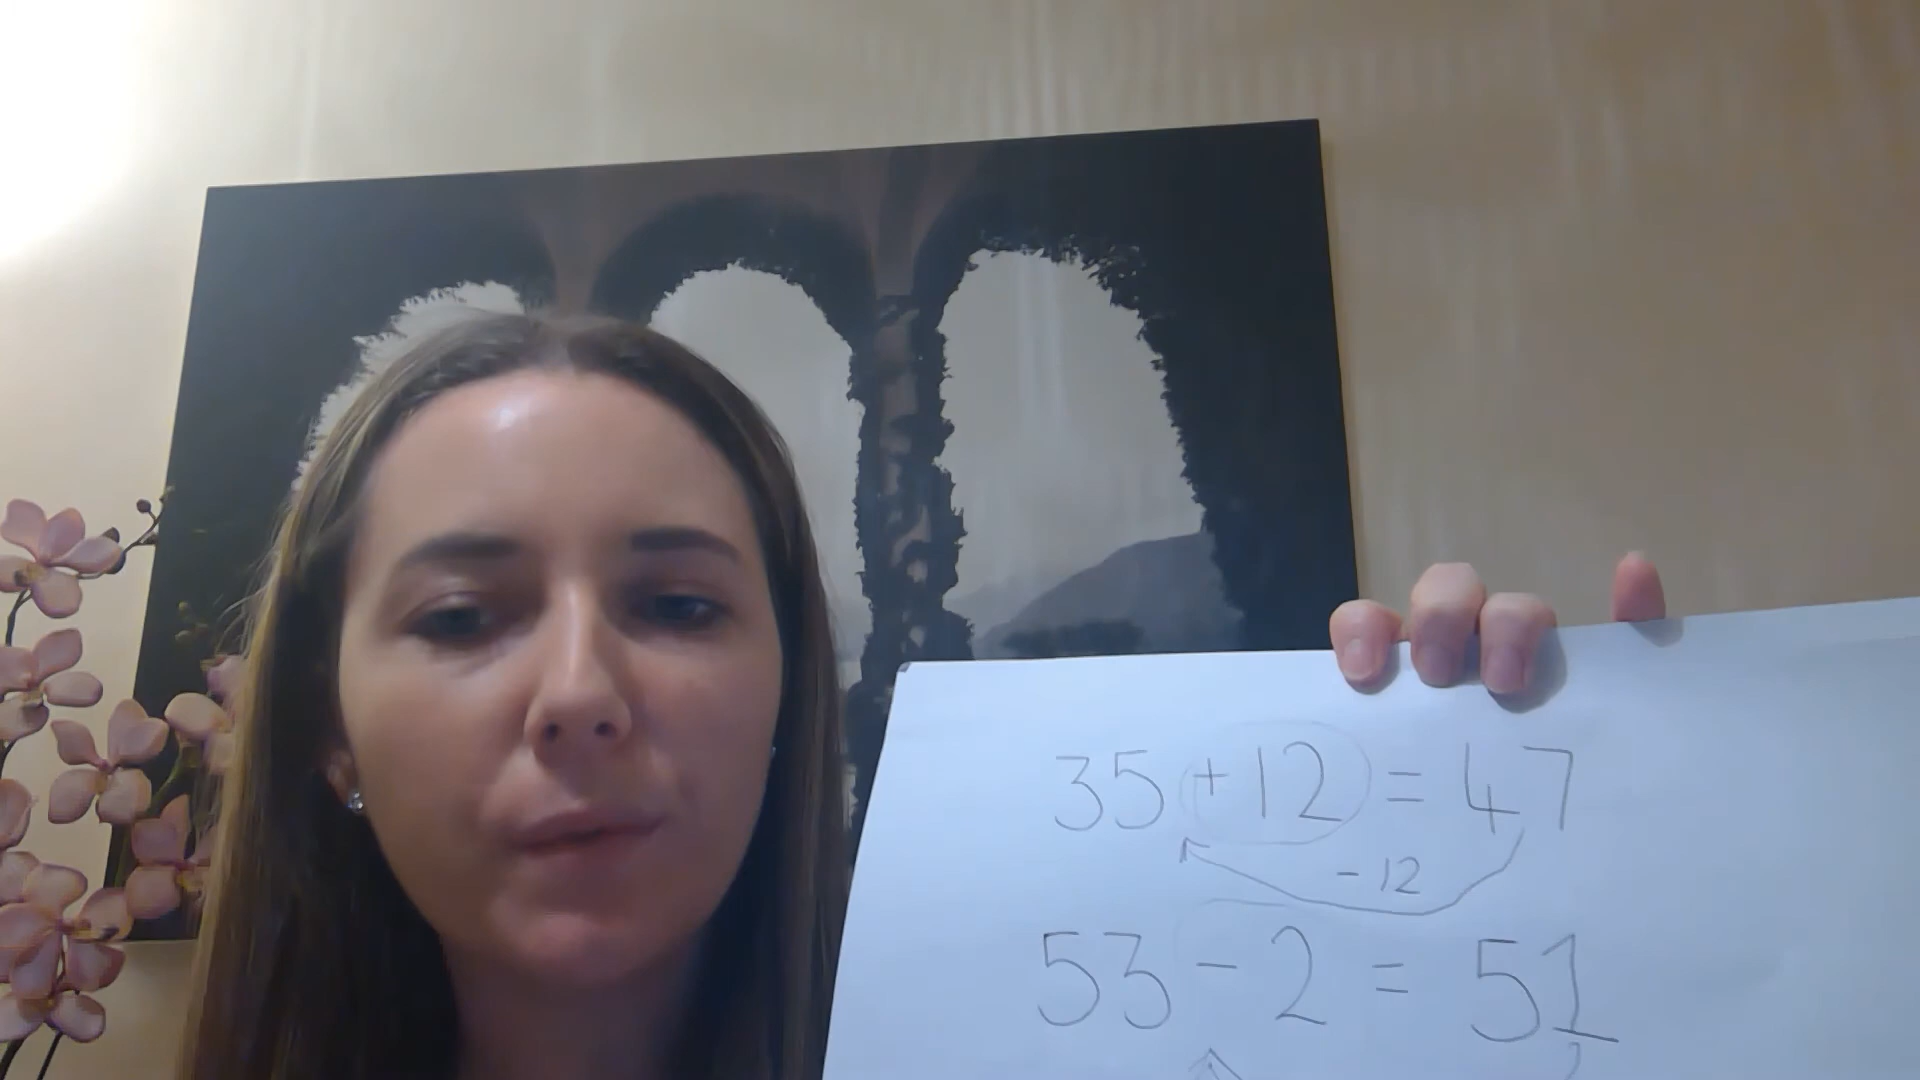 35 + 12 = 47
- 12
53 - 2 = 51